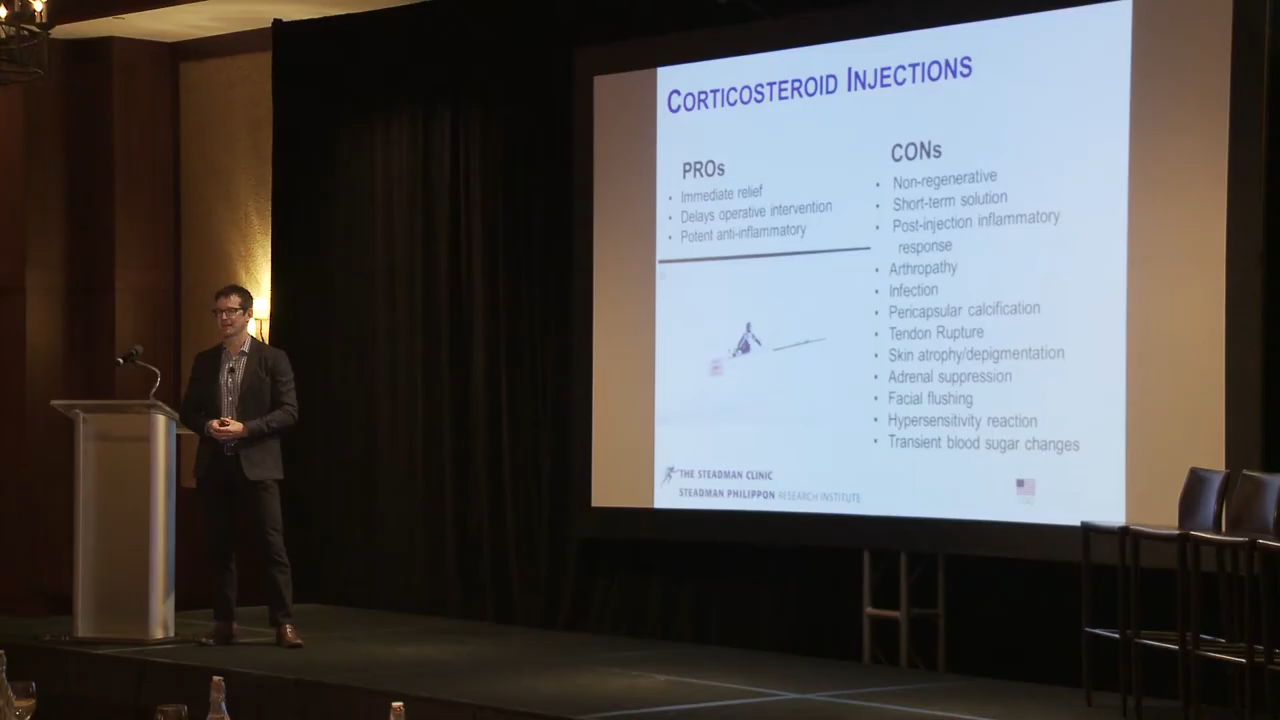 CORTICOSTEROID INJECTIONS
PROs
• Immediate relief
• Delays operative intervention
• Potent anti-inflammatory
CONs
• Non-regenerative
• Short-term solution
• Post-injection inflammatory
response
• Arthropathy
• Infection
• Pericapsular calcification
• Tendon Rupture
• Skin atrophy/depigmentation
• Adrenal suppression
• Facial flushing
• Hypersensitivity reaction
• Transient blood sugar changes
THE STEADMAN CLINIC
STEADMAN PHILIPPON RESEARCH INSTITUTE